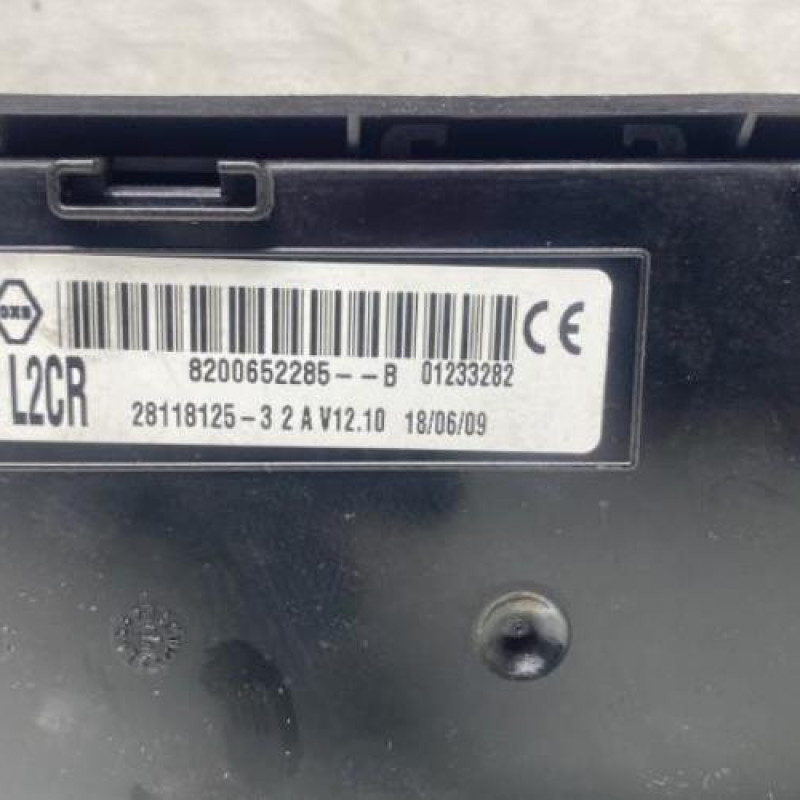 8200652285--B 01233282
L2CR
28118125-3 2 A V12.10 18/06/09
CE